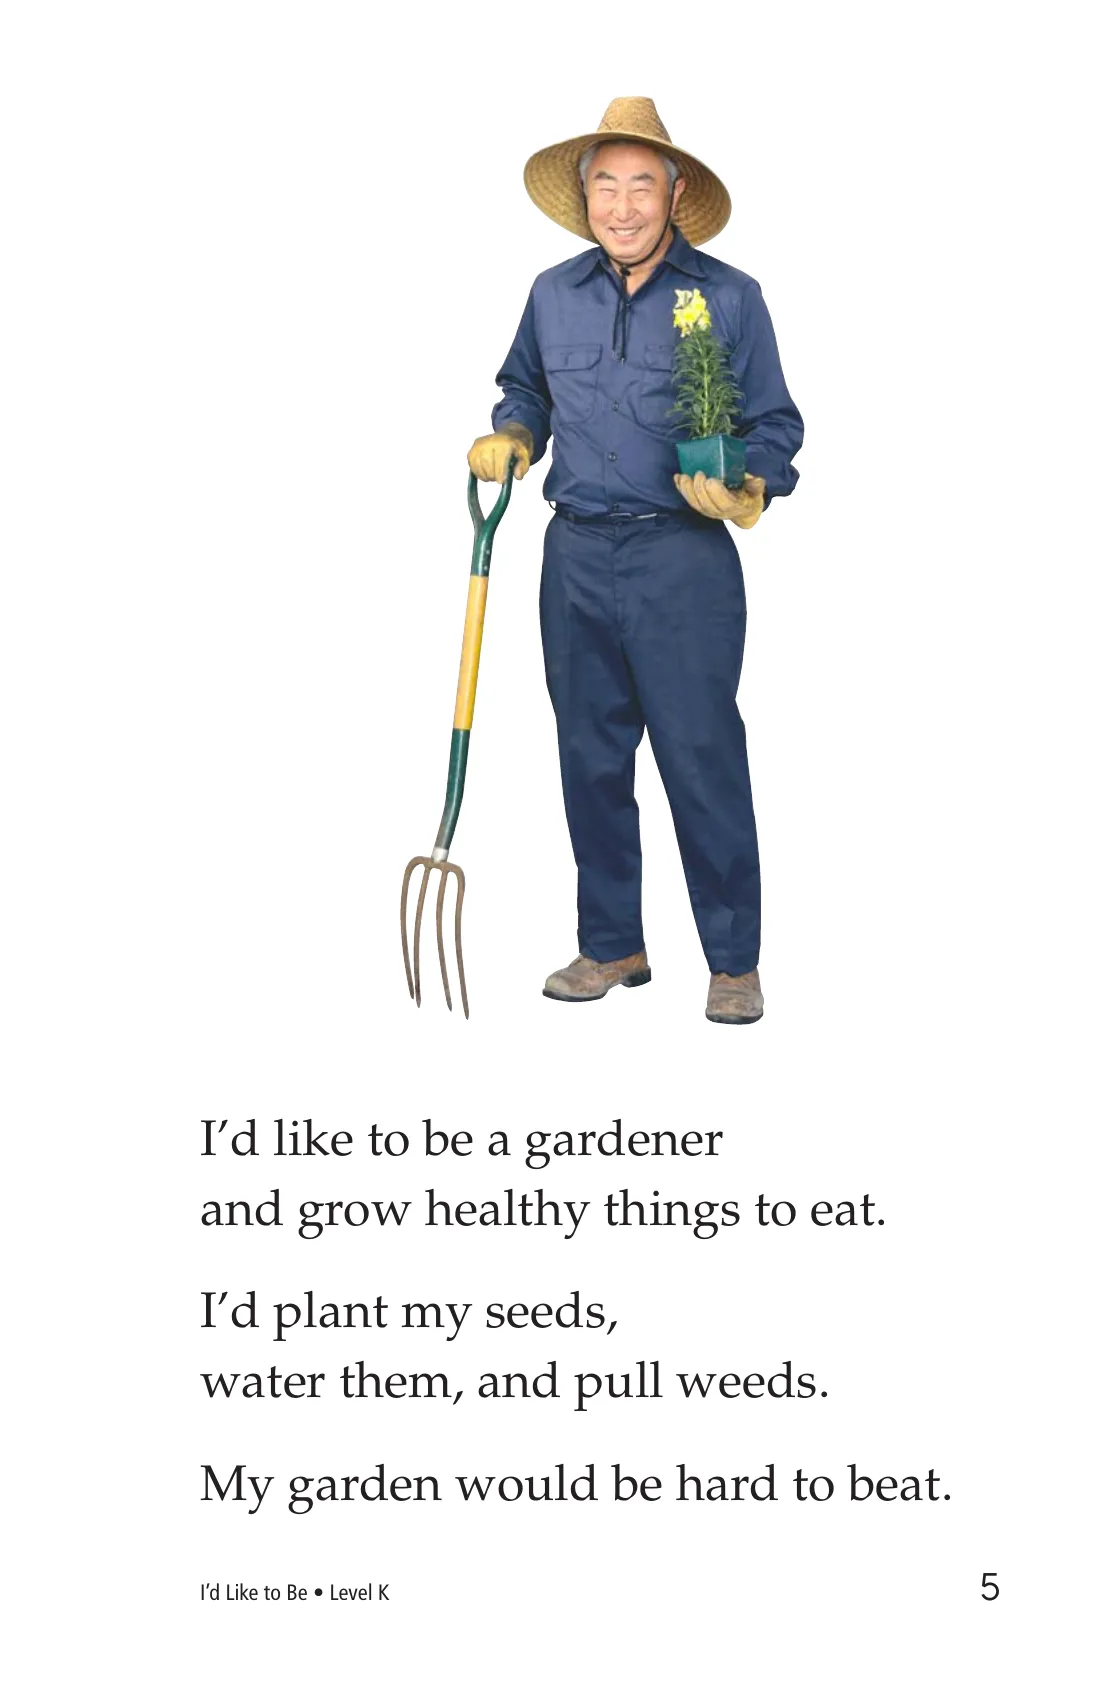 I’d like to be a gardener
and grow healthy things to eat.
I’d plant my seeds,
water them, and pull weeds.
My garden would be hard to beat.
I’d Like to Be • Level K
5